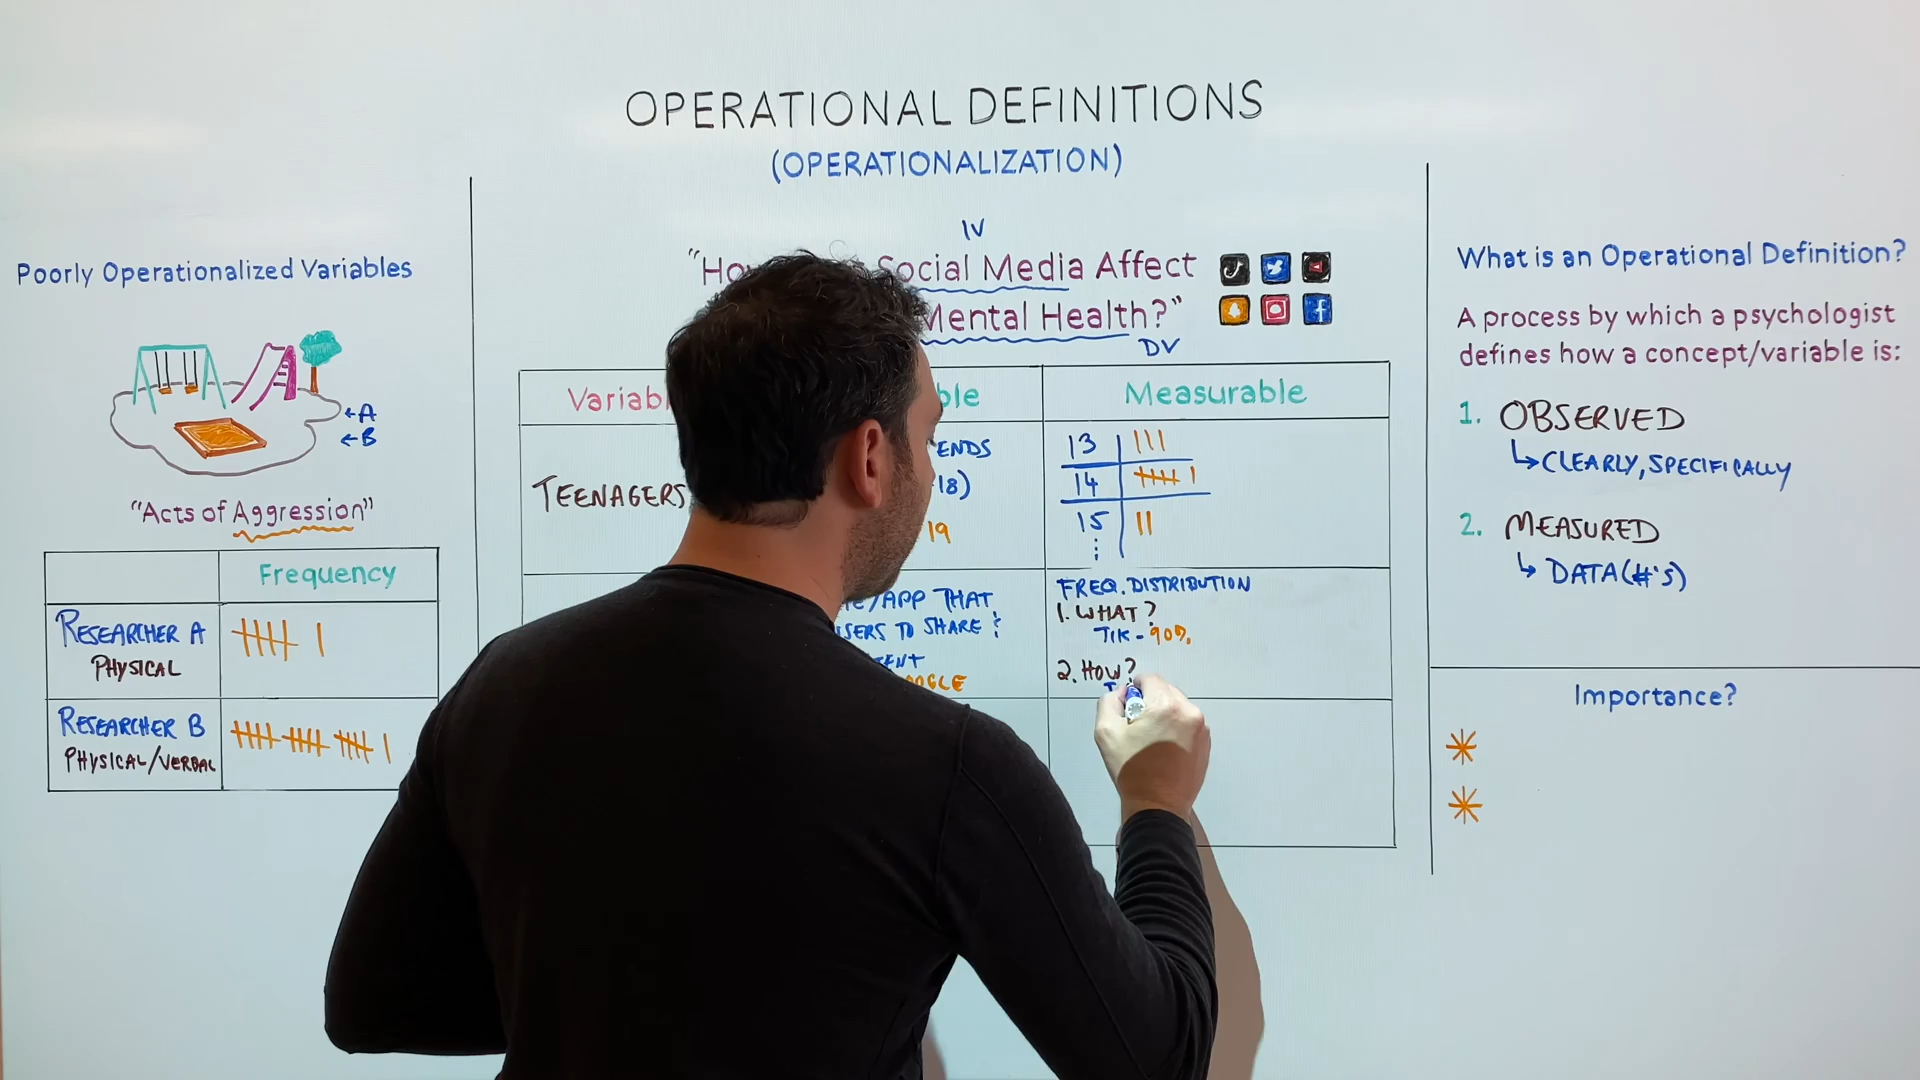 OPERATIONAL DEFINITIONS
(OPERATIONALIZATION)
Poorly Operationalized Variables
←A
←B
"Acts of Aggression"
Frequency
RESEARCHER A
PHYSICAL
RESEARCHER B
PHYSICAL/VERBAL
IV
Social Media Affect
Mental Health?"
DV
Measurable
TEENAGERS
ENDS
18)
19
13
14
15
/APP THAT
TO SHARE
FREQ. DISTRIBUTION
1. WHAT?
TIK - 90%
2. HOW?
What is an Operational Definition?
A process by which a psychologist
defines how a concept/variable is:
1. OBSERVED
↳CLEARLY, SPECIFICALLY
2. MEASURED
↳ DATA (#'S)
Importance?